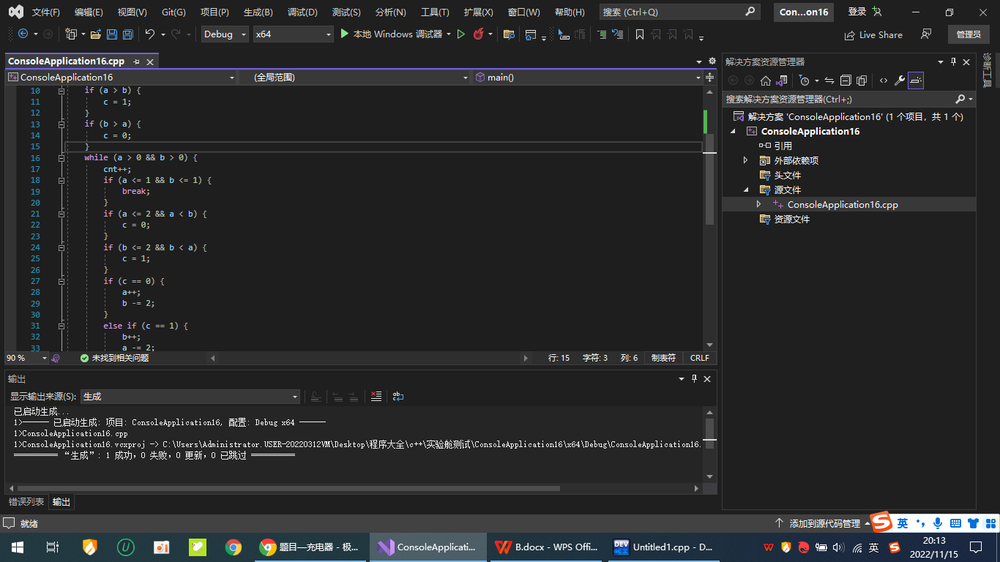 文件(F) 编辑(E) 视图(V) Git(G) 项目(P) 生成(B) 调试(D) 测试(S) 分析(N) 工具(T) 扩展(X) 窗口(W) 帮助(H) 搜索 (Ctrl+Q) Con...on16 登录
Debug x64 本地 Windows 调试器 Live Share 管理员
ConsoleApplication16.cpp
ConsoleApplication16 (全局范围) main()
10 if (a > b) {
11 c = 1;
12 }
13 if (b > a) {
14 c = 0;
15 }
16 while (a > 0 && b > 0) {
17 cnt++;
18 if (a <= 1 && b <= 1) {
19 break;
20 }
21 if (a <= 2 && a < b) {
22 c = 0;
23 }
24 if (b <= 2 && b < a) {
25 c = 1;
26 }
27 if (c == 0) {
28 a++;
29 b -= 2;
30 }
31 else if (c == 1) {
32 b++;
33 a -= 2;
90 % 未找到相关问题 行: 15 字符: 3 列: 6 制表符 CRLF
输出
显示输出来源(S): 生成
已启动生成...
1>------ 已启动生成: 项目: ConsoleApplication16, 配置: Debug x64 ------
1>ConsoleApplication16.cpp
1>ConsoleApplication16.vcxproj -> C:\Users\Administrator.USER-20220312VM\Desktop\程序大全\c++\实验舱测试\ConsoleApplication16\x64\Debug\ConsoleApplication16.
========== “生成”: 1 成功，0 失败，0 更新，0 已跳过 ==========
错误列表 输出
解决方案资源管理器
搜索解决方案资源管理器(Ctrl+;)
解决方案 'ConsoleApplication16' (1 个项目，共 1 个)
ConsoleApplication16
引用
外部依赖项
头文件
源文件
ConsoleApplication16.cpp
资源文件
诊断工具
就绪 添加到源代码管理 英
题目—充电器 - 极... ConsoleApplicati... B.docx - WPS Offi... Untitled1.cpp - D... 英 20:13
2022/11/15